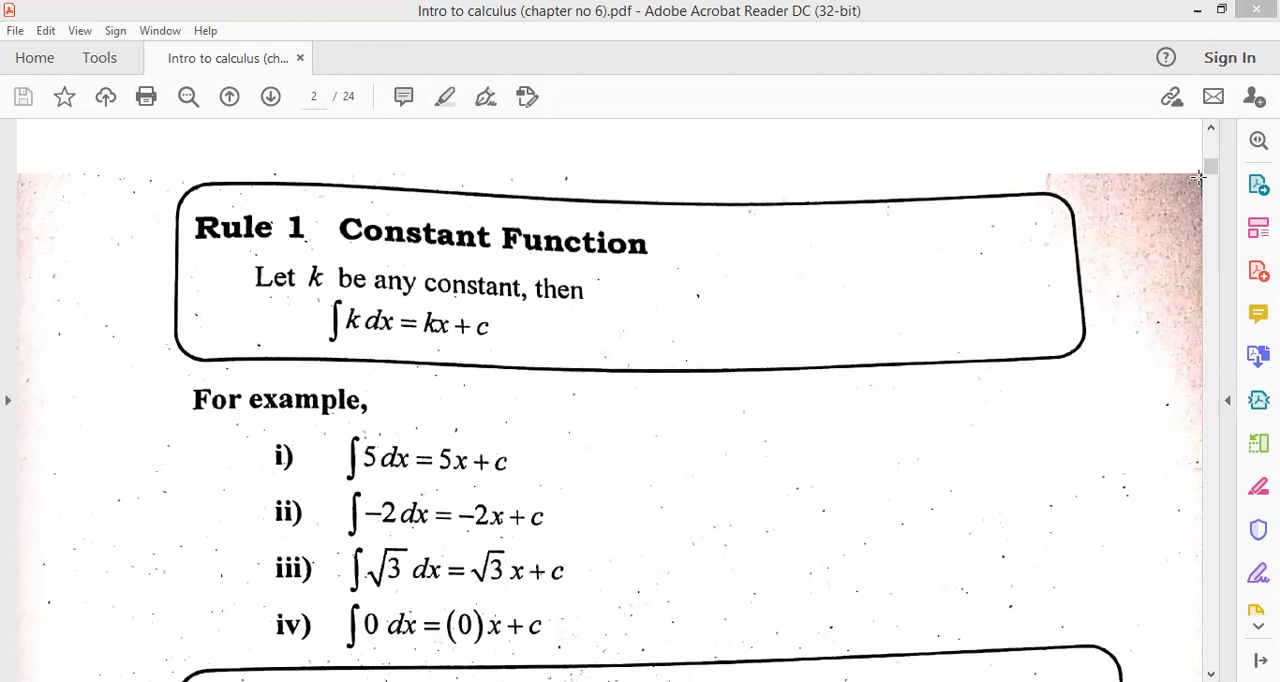 Intro to calculus (chapter no 6).pdf - Adobe Acrobat Reader DC (32-bit)
File Edit View Sign Window Help
Home Tools Intro to calculus (ch... × Sign In
2 / 24
Rule 1 Constant Function
Let k be any constant, then
∫k dx = kx + c
For example,
i) ∫5 dx = 5x + c
ii) ∫−2 dx = −2x + c
iii) ∫√3 dx = √3 x + c
iv) ∫0 dx = (0) x + c